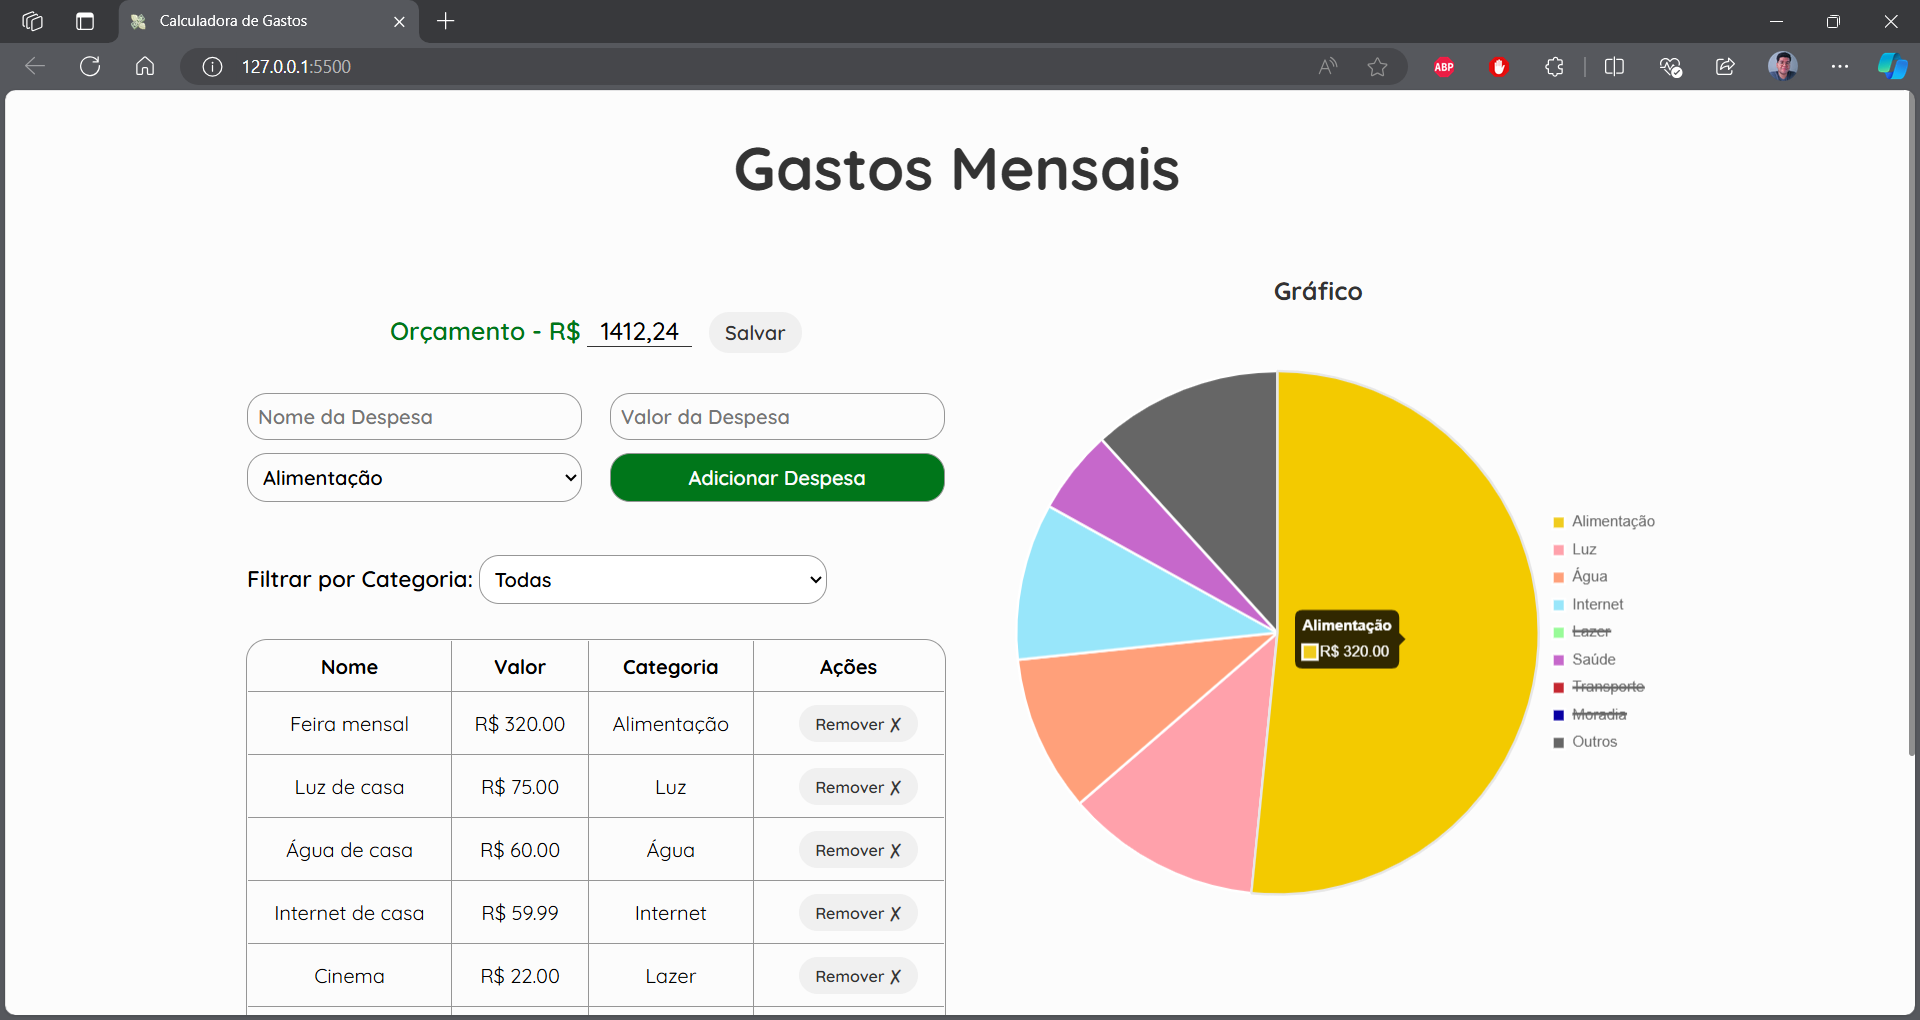 Calculadora de Gastos
127.0.0.1:5500
ABP
Gastos Mensais
Orçamento - R$ 1412,24 Salvar
Nome da Despesa Valor da Despesa
Alimentação Adicionar Despesa
Filtrar por Categoria: Todas
Nome Valor Categoria Ações
Feira mensal R$ 320.00 Alimentação Remover X
Luz de casa R$ 75.00 Luz Remover X
Água de casa R$ 60.00 Água Remover X
Internet de casa R$ 59.99 Internet Remover X
Cinema R$ 22.00 Lazer Remover X
Gráfico
Alimentação
R$ 320.00
Alimentação
Luz
Água
Internet
Lazer
Saúde
Transporte
Moradia
Outros